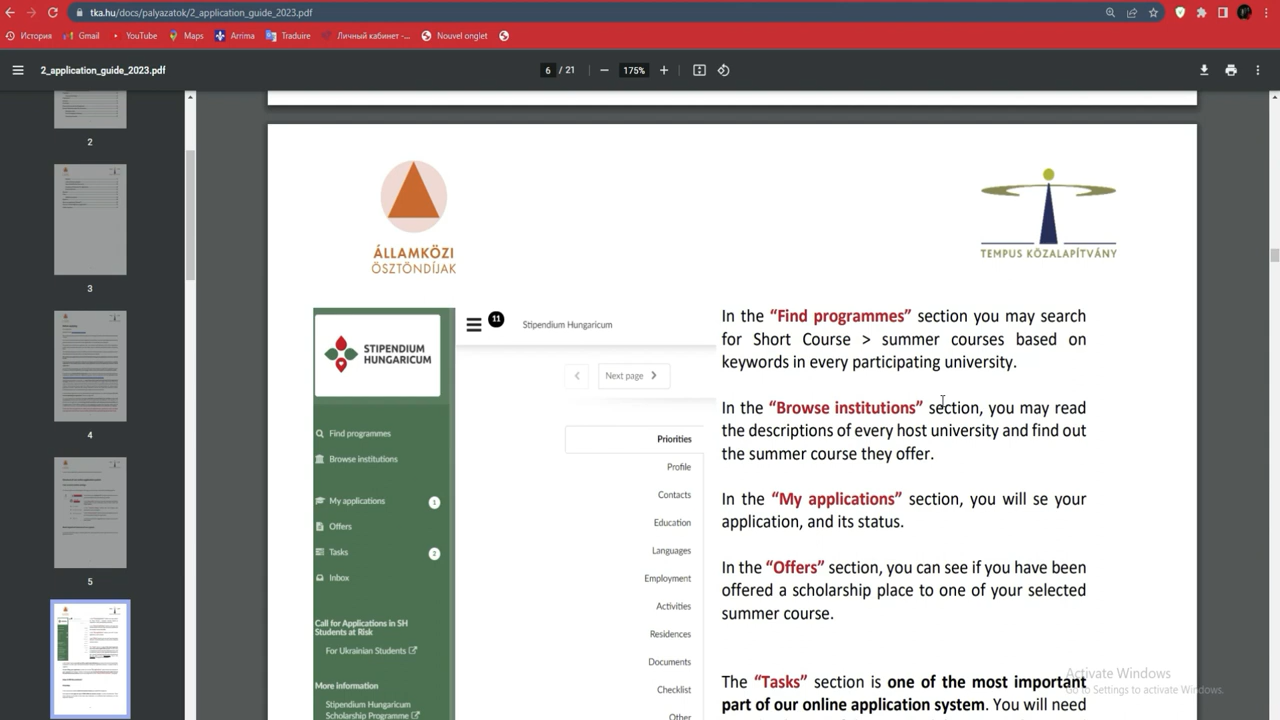 tka.hu/docs/palyazatok/2_application_guide_2023.pdf
История Gmail YouTube Maps Arrima Traduire Личный кабинет -... Nouvel onglet
2_application_guide_2023.pdf 6 / 21 175%
2
3
4
5
ÁLLAMKÖZI
ÖSZTÖNDÍJAK
TEMPUS KÖZALAPÍTVÁNY
STIPENDIUM
HUNGARICUM
Find programmes
Browse institutions
My applications 1
Offers
Tasks 2
Inbox
Call for Applications in SH
Students at Risk
For Ukrainian Students
More information
Stipendium Hungaricum
Scholarship Programme
11 Stipendium Hungaricum
Next page
Priorities
Profile
Contacts
Education
Languages
Employment
Activities
Residences
Documents
Checklist
Other
In the “Find programmes” section you may search
for Short Course > summer courses based on
keywords in every participating university.
In the “Browse institutions” section, you may read
the descriptions of every host university and find out
the summer course they offer.
In the “My applications” section, you will se your
application, and its status.
In the “Offers” section, you can see if you have been
offered a scholarship place to one of your selected
summer course.
The “Tasks” section is one of the most important
part of our online application system. You will need
Activate Windows
Go to Settings to activate Windows.